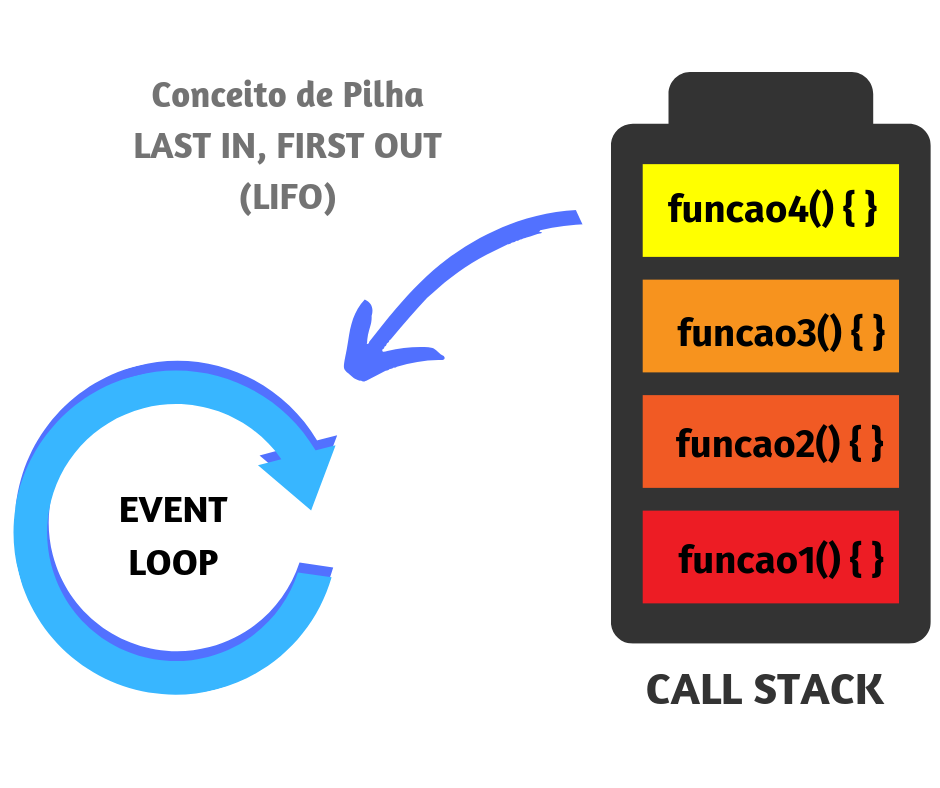 Conceito de Pilha
LAST IN, FIRST OUT
(LIFO)
funcao4() { }
funcao3() { }
funcao2() { }
funcao1() { }
EVENT
LOOP
CALL STACK